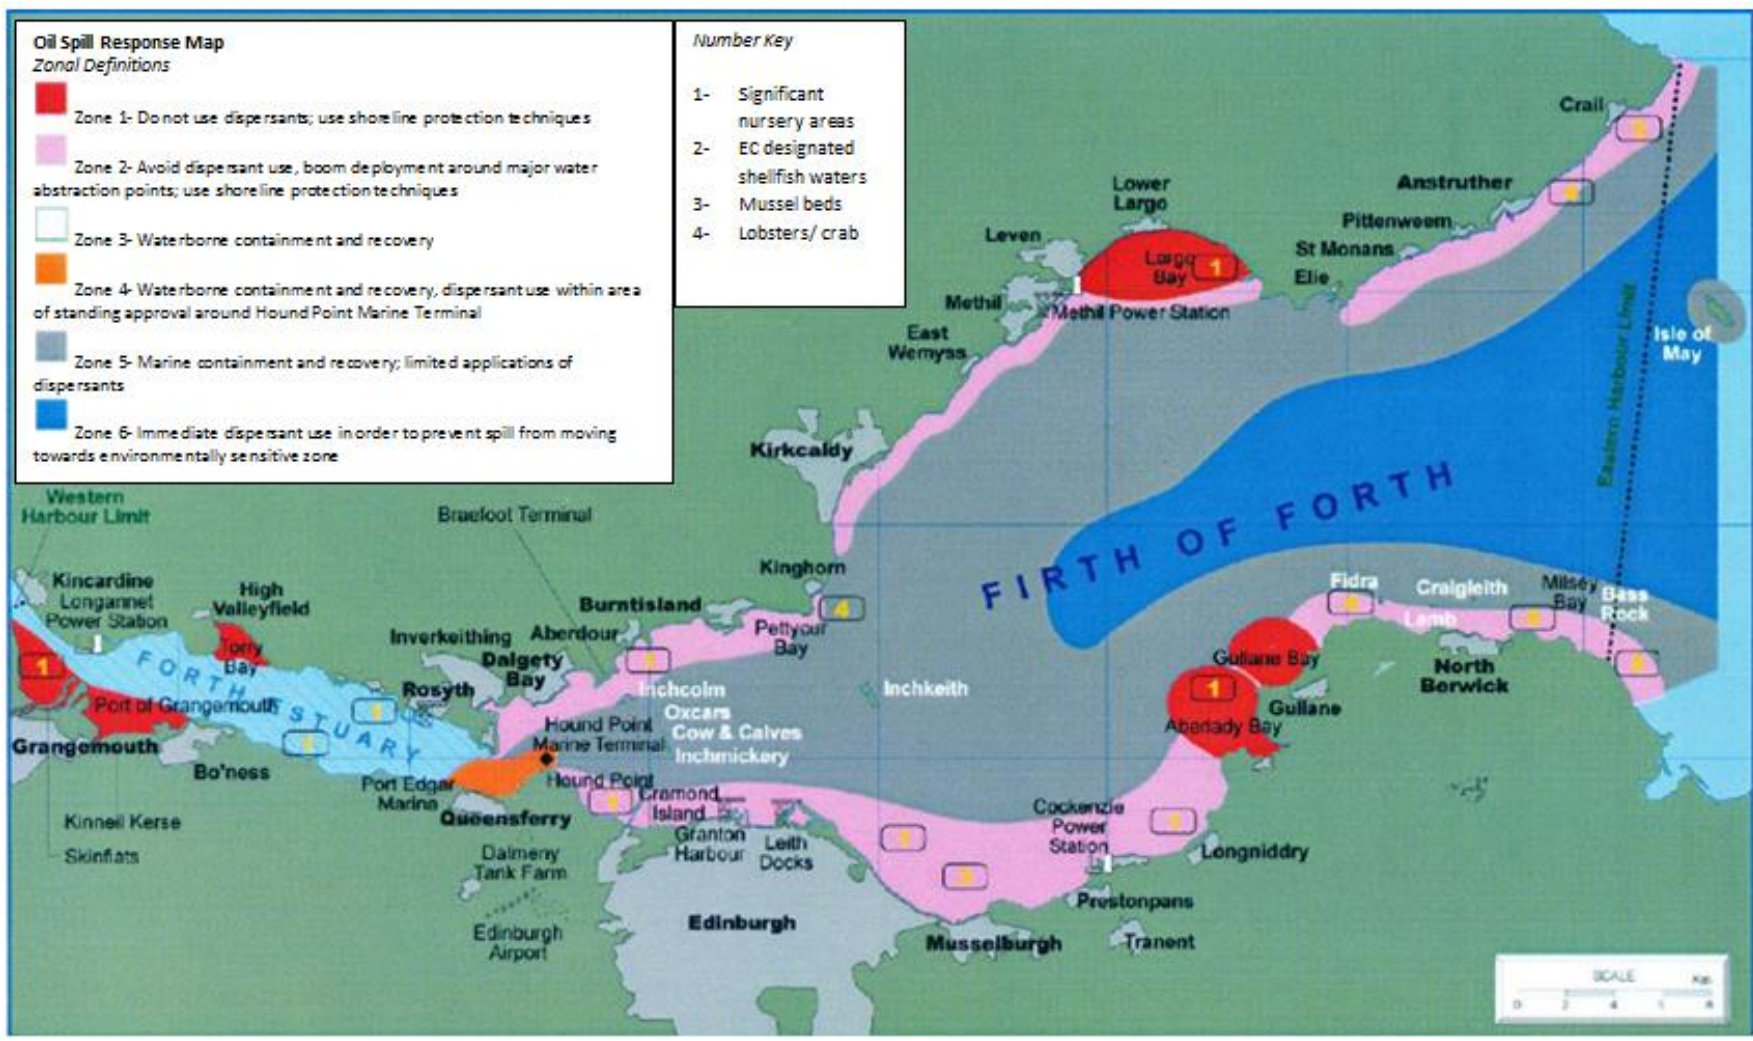 Oil Spill Response Map
Zonal Definitions
Zone 1- Do not use dispersants; use shoreline protection techniques
Zone 2- Avoid dispersant use, boom deployment around major water
abstraction points; use shoreline protection techniques
Zone 3- Waterborne containment and recovery
Zone 4- Waterborne containment and recovery, dispersant use within area
of standing approval around Hound Point Marine Terminal
Zone 5- Marine containment and recovery; limited applications of
dispersants
Zone 6- Immediate dispersant use in order to prevent spill from moving
towards environmentally sensitive zone
Number Key
1- Significant
nursery areas
2- EC designated
shellfish waters
3- Mussel beds
4- Lobsters/ crab
Crail
Anstruther
Pittenweem
St Monans
Elie
Lower
Largo
Leven
Largo
Bay
1
Methil
Methil Power Station
East
Wemyss
Isle of
May
Eastern Harbour Limit
Kirkcaldy
FIRTH OF FORTH
Western
Harbour Limit
Braefoot Terminal
Kinghorn
4
Kincardine
Longannet
Power Station
High
Valleyfield
Torry
Bay
Burntisland
Aberdour
Inverkeithing
Dalgety
Bay
Pettycur
Bay
Rosyth
FORTH ESTUARY
1
Port of Grangemouth
Grangemouth
Bo'ness
Inchcolm
Oxcars
Cow & Calves
Inchmickery
Inchkeith
Hound Point
Marine Terminal
Hound Point
Port Edgar
Marina
Queensferry
Cramond
Island
Granton
Harbour
Leith
Docks
Kinneil Kerse
Skinflats
Dalmeny
Tank Farm
Edinburgh
Airport
Edinburgh
Musselburgh
Prestonpans
Tranent
Cockenzie
Power
Station
Longniddry
Fidra
Craigleith
Lamb
Milsey
Bay
Bass
Rock
North
Berwick
Gullane Bay
1
Gullane
Aberlady Bay
SCALE
Km
0 2 4